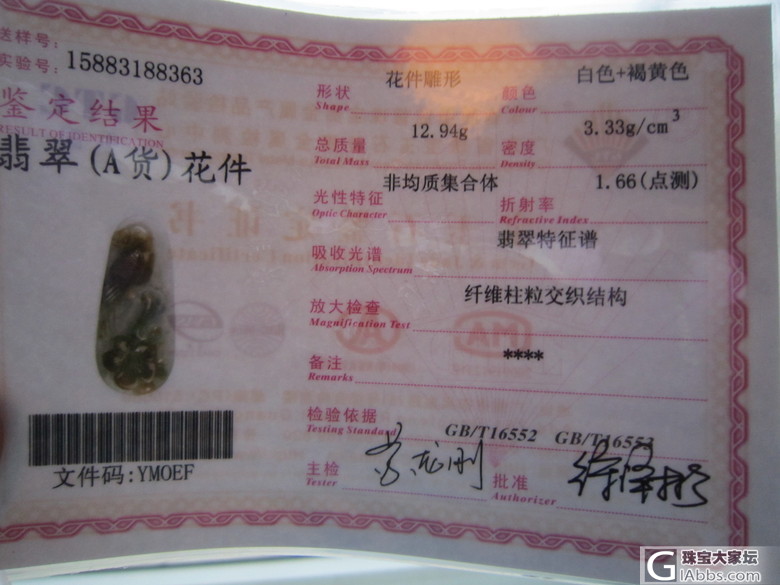 送样号:
实验号: 15883188363
鉴定结果
RESULT OF IDENTIFICATION
翡翠(A货)花件
文件码:YMOEF
形状 花件雕形 颜色 白色+褐黄色
Shape Colour
总质量 12.94g 密度 3.33g/cm³
Total Mass Density
光性特征 非均质集合体 折射率 1.66(点测)
Optic Character Refractive Index
吸收光谱 翡翠特征谱
Absorption Spectrum
放大检查 纤维柱粒交织结构
Magnification Test
备注 ****
Remarks
检验依据 GB/T16552 GB/T16553
Testing Standard
主检 批准
Tester Authorizer
珠宝大家坛
GIAbbs.com